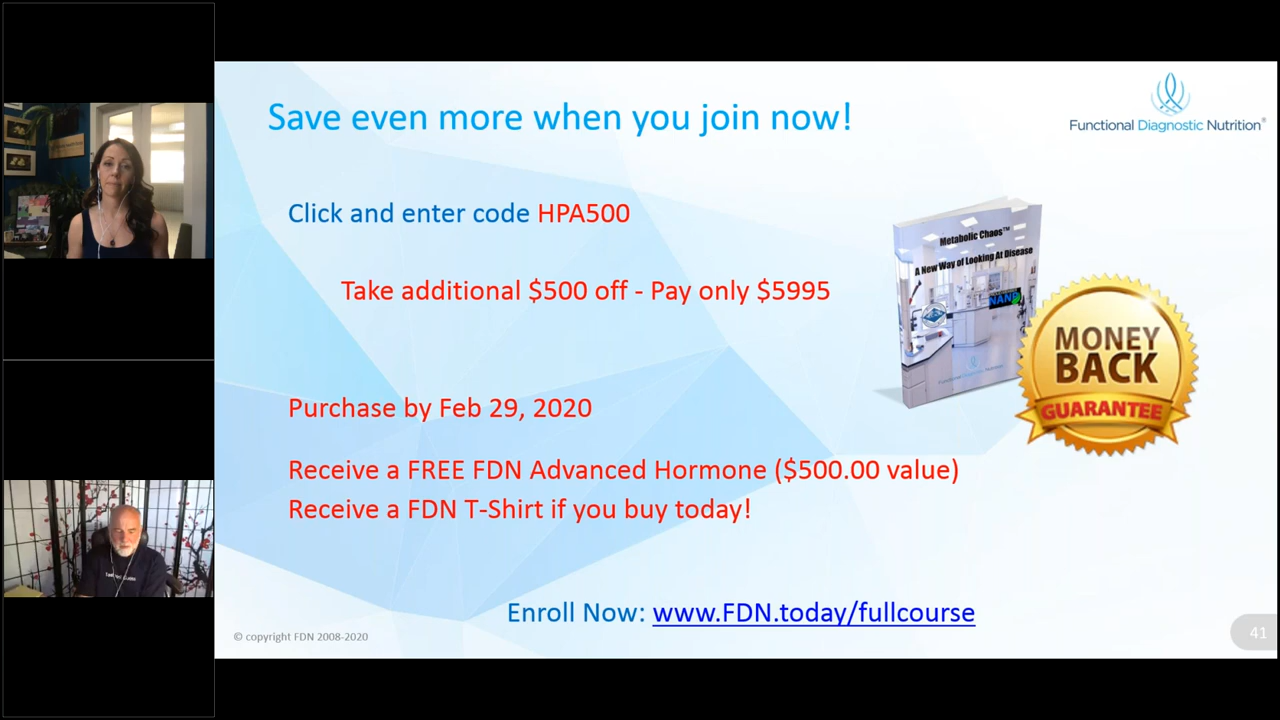 Save even more when you join now!
Functional Diagnostic Nutrition®
Click and enter code HPA500
Take additional $500 off - Pay only $5995
Metabolic Chaos™
A New Way of Looking At Disease
MONEY
BACK
GUARANTEE
Purchase by Feb 29, 2020
Receive a FREE FDN Advanced Hormone ($500.00 value)
Receive a FDN T-Shirt if you buy today!
Enroll Now: www.FDN.today/fullcourse
© copyright FDN 2008-2020
41